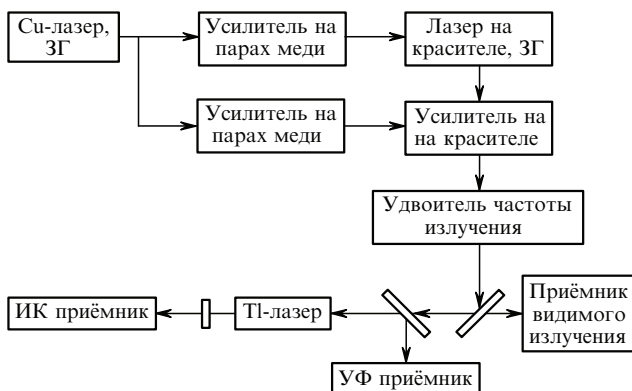 Cu-лазер,
ЗГ
Усилитель на
парах меди
Лазер на
красителе, ЗГ
Усилитель на
парах меди
Усилитель на
на красителе
Удвоитель частоты
излучения
ИК приёмник
Tl-лазер
Приёмник
видимого
излучения
УФ приёмник